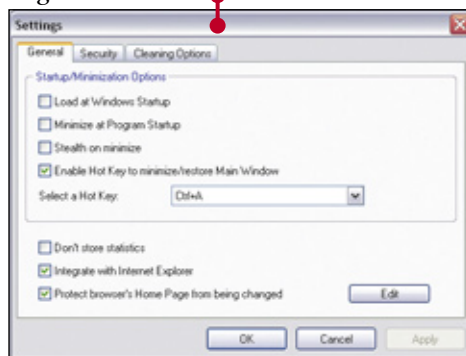 Settings
General Security Cleaning Options
Startup/Minimization Options
Load at Windows Startup
Minimize at Program Startup
Stealth on minimize
Enable Hot Key to minimize/restore Main Window
Select a Hot Key: Ctrl+A
Don't store statistics
Integrate with Internet Explorer
Protect browser's Home Page from being changed Edit
OK Cancel Apply